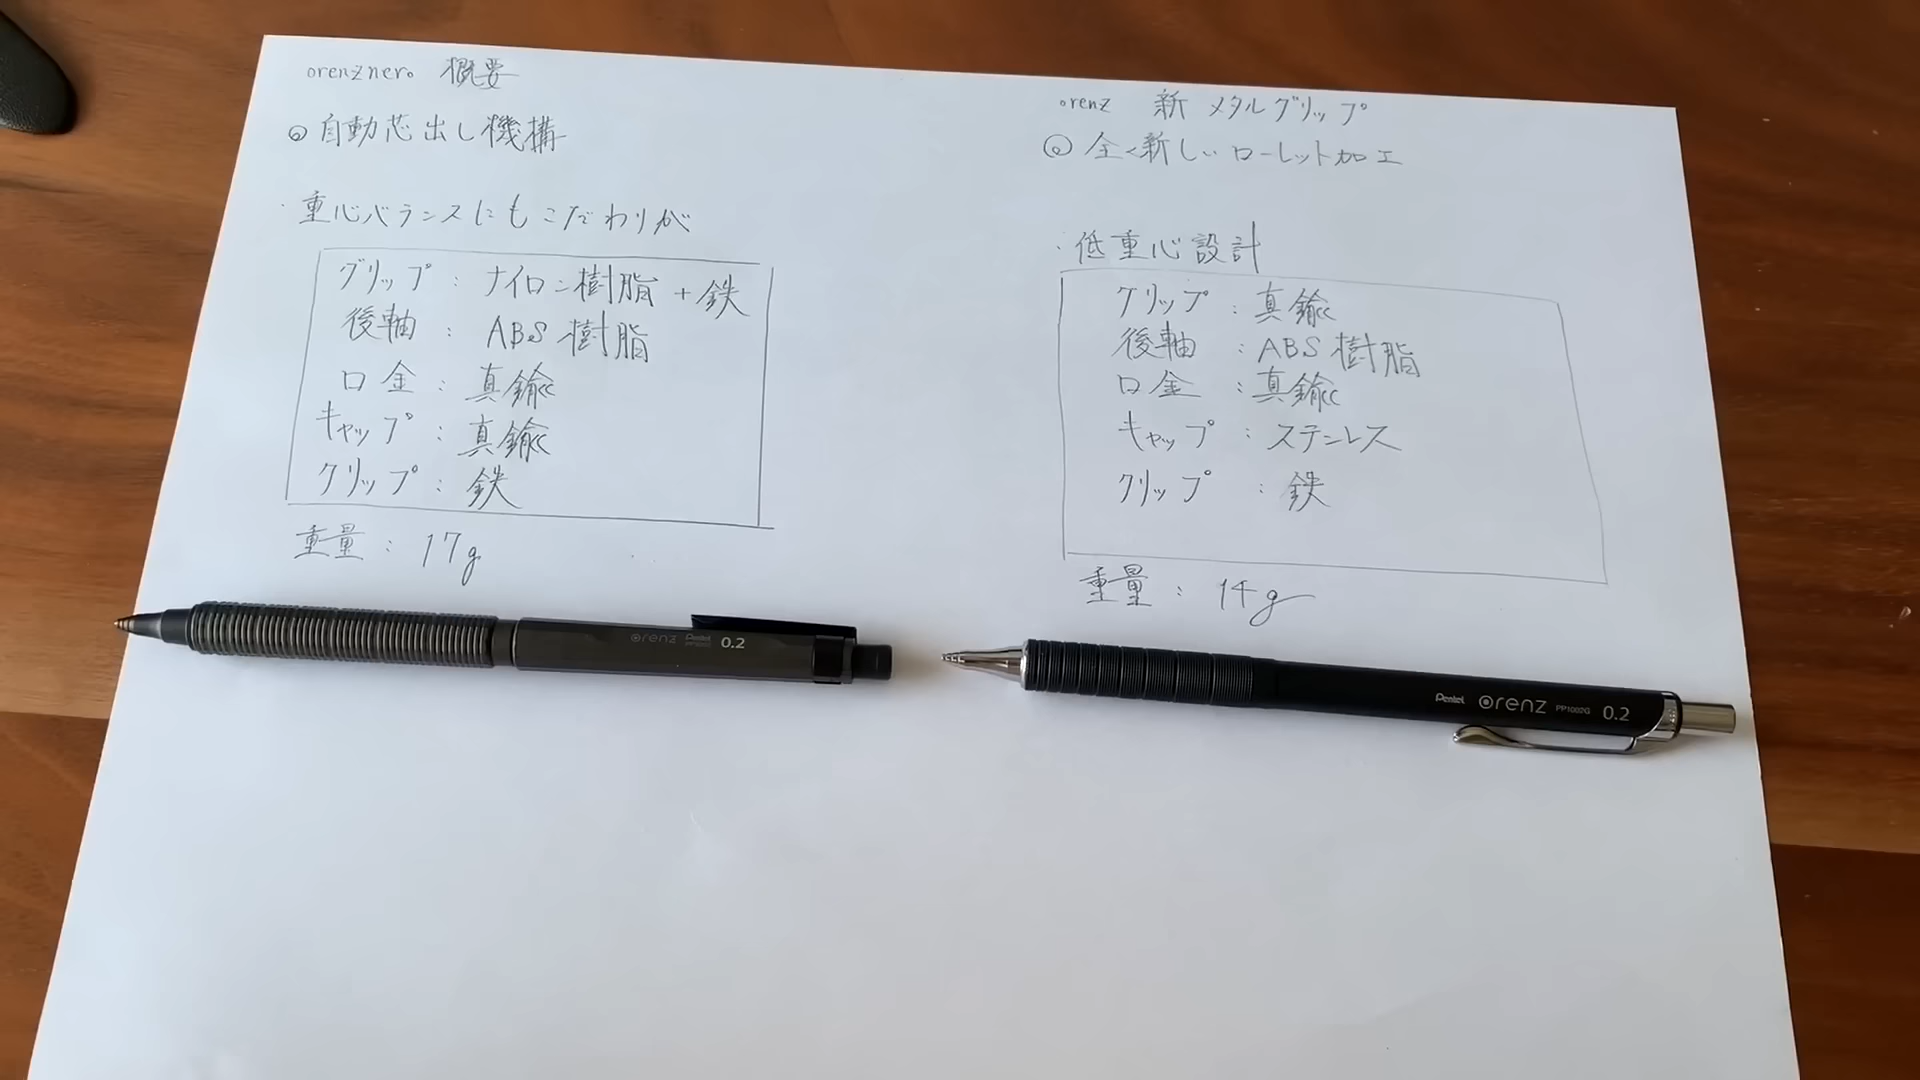 orenznero 概要
◎ 自動芯出し機構
・重心バランスにもこだわりが
グリップ : ナイロン樹脂 + 鉄
後軸 : ABS樹脂
口金 : 真鍮
キャップ : 真鍮
クリップ : 鉄
重量 : 17g
orenz 新メタルグリップ
◎ 全く新しいローレット加工
・低重心設計
グリップ : 真鍮
後軸 : ABS樹脂
口金 : 真鍮
キャップ : ステンレス
クリップ : 鉄
重量 : 14g
orenz Pentel 0.2
Pentel orenz PP1002G 0.2